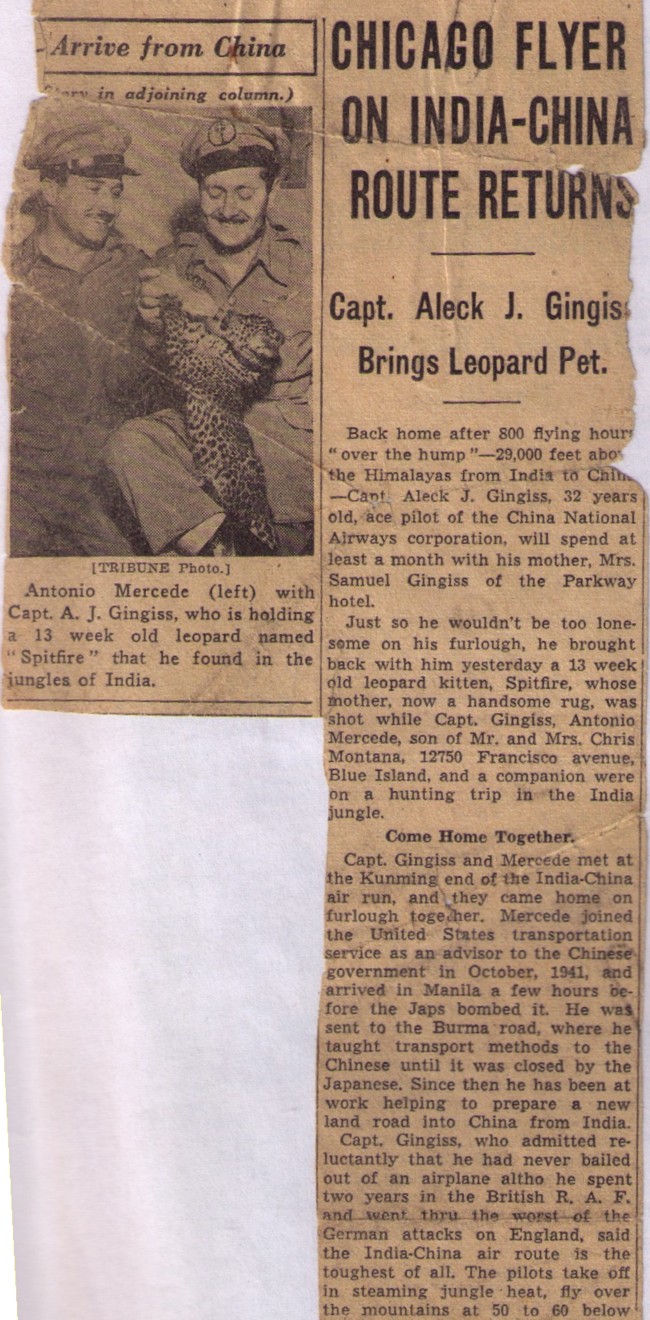 Arrive from China
(Story in adjoining column.)
[TRIBUNE Photo.]
Antonio Mercede (left) with
Capt. A. J. Gingiss, who is holding
a 13 week old leopard named
"Spitfire" that he found in the
jungles of India.
CHICAGO FLYER
ON INDIA-CHINA
ROUTE RETURNS
Capt. Aleck J. Gingiss
Brings Leopard Pet.
Back home after 800 flying hours
"over the hump"—29,000 feet above
the Himalayas from India to China
—Capt. Aleck J. Gingiss, 32 years
old, ace pilot of the China National
Airways corporation, will spend at
least a month with his mother, Mrs.
Samuel Gingiss of the Parkway
hotel.
Just so he wouldn't be too lone-
some on his furlough, he brought
back with him yesterday a 13 week
old leopard kitten, Spitfire, whose
mother, now a handsome rug, was
shot while Capt. Gingiss, Antonio
Mercede, son of Mr. and Mrs. Chris
Montana, 12750 Francisco avenue,
Blue Island, and a companion were
on a hunting trip in the India
jungle.
Come Home Together.
Capt. Gingiss and Mercede met at
the Kunming end of the India-China
air run, and they came home on
furlough together. Mercede joined
the United States transportation
service as an advisor to the Chinese
government in October, 1941, and
arrived in Manila a few hours be-
fore the Japs bombed it. He was
sent to the Burma road, where he
taught transport methods to the
Chinese until it was closed by the
Japanese. Since then he has been at
work helping to prepare a new
land road into China from India.
Capt. Gingiss, who admitted re-
luctantly that he had never bailed
out of an airplane altho he spent
two years in the British R. A. F.
and went thru the worst of the
German attacks on England, said
the India-China air route is the
toughest of all. The pilots take off
in steaming jungle heat, fly over
the mountains at 50 to 60 below